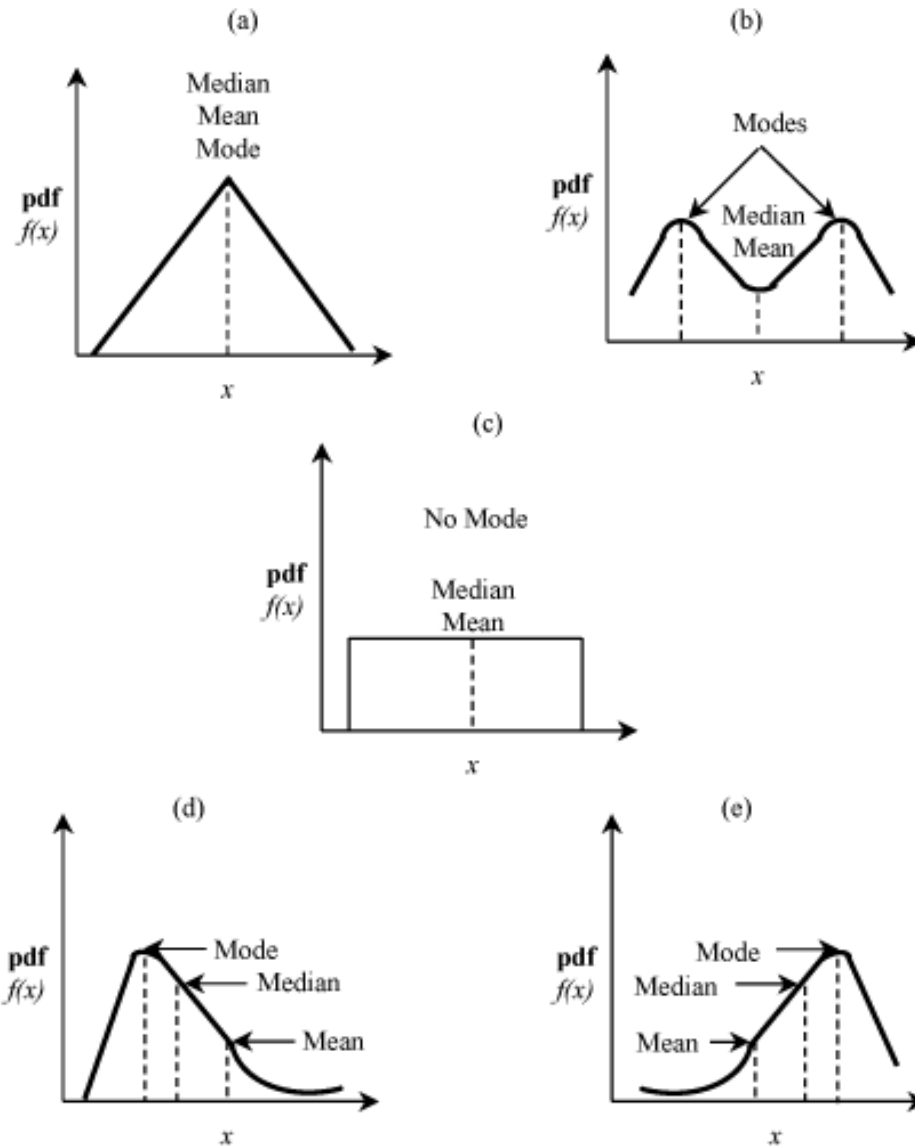 (a)
Median
Mean
Mode
pdf
f(x)
x
(b)
Modes
Median
Mean
pdf
f(x)
x
(c)
No Mode
Median
Mean
pdf
f(x)
x
(d)
Mode
Median
Mean
pdf
f(x)
x
(e)
Mode
Median
Mean
pdf
f(x)
x